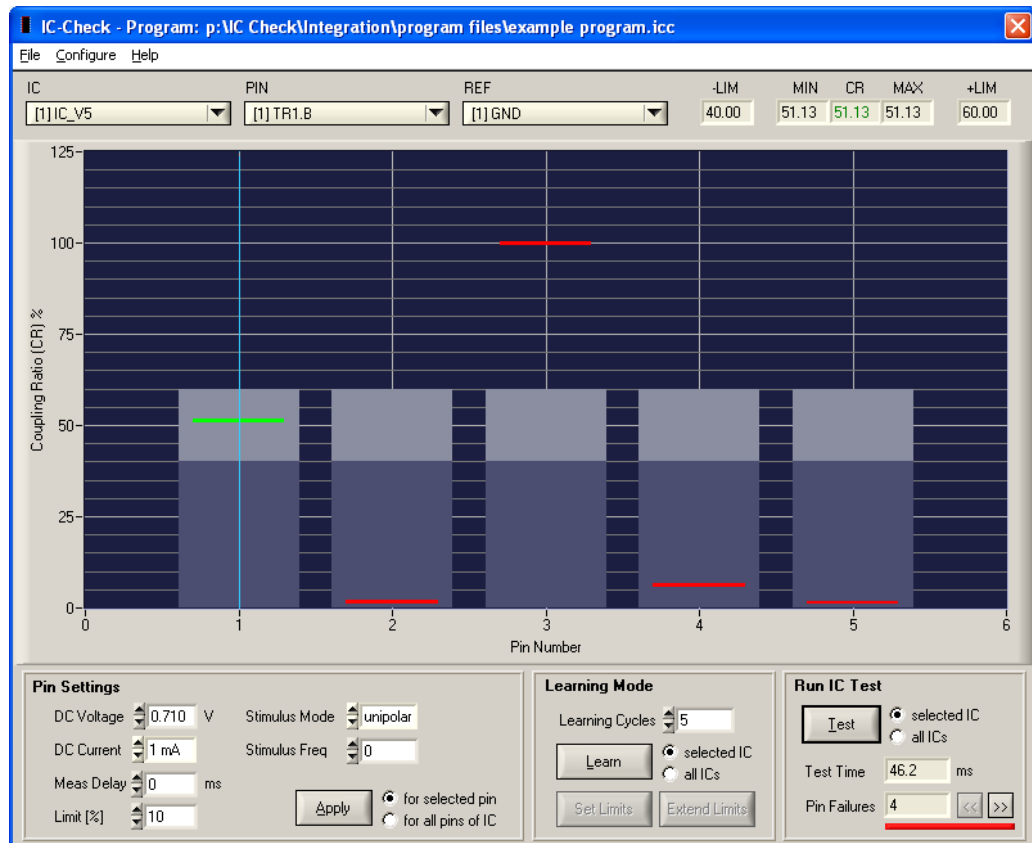 IC-Check - Program: p:\IC Check\Integration\program files\example program.icc
File Configure Help
IC PIN REF -LIM MIN CR MAX +LIM
[1] IC_V5 [1] TR1.B [1] GND 40.00 51.13 51.13 51.13 60.00
125
100
75
50
25
0
Coupling Ratio (CR) %
0 1 2 3 4 5 6
Pin Number
Pin Settings
DC Voltage 0.710 V Stimulus Mode unipolar
DC Current 1 mA Stimulus Freq 0
Meas Delay 0 ms
Limit [%] 10 Apply for selected pin
for all pins of IC
Learning Mode
Learning Cycles 5
Learn selected IC
all ICs
Set Limits Extend Limits
Run IC Test
Test selected IC
all ICs
Test Time 46.2 ms
Pin Failures 4 << >>